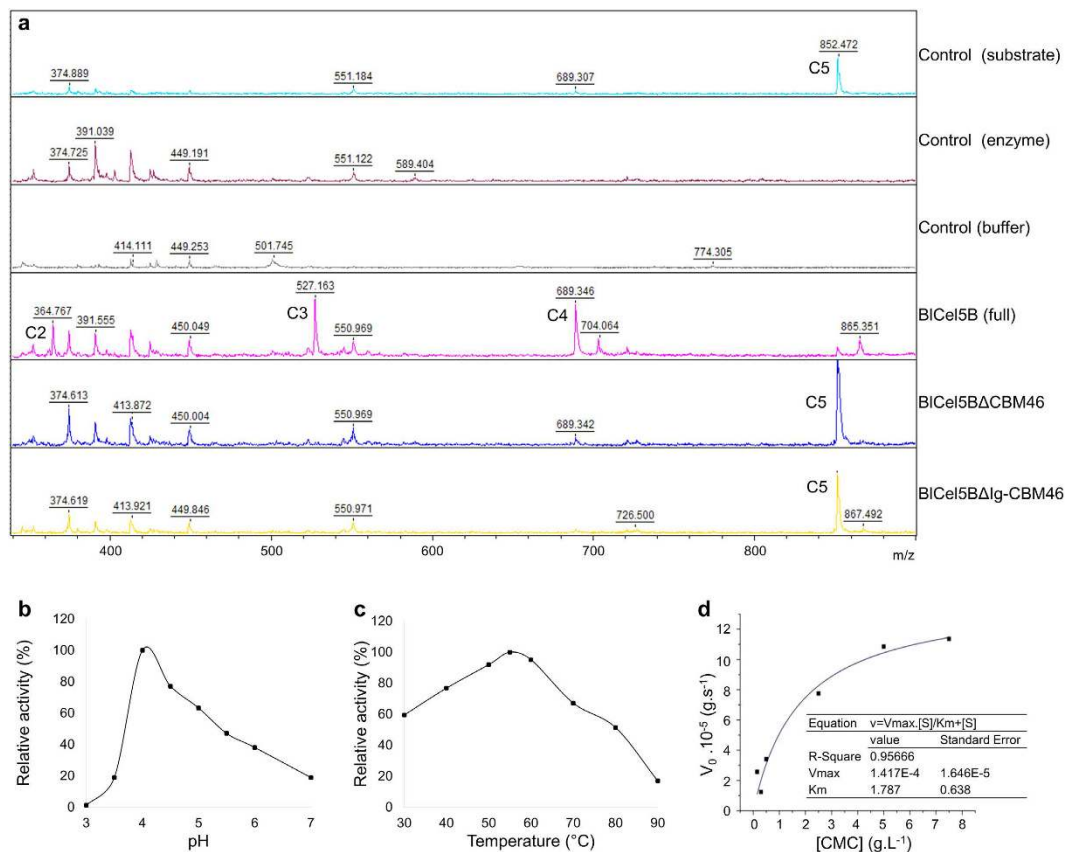 a
852.472
C5
374.889
551.184
689.307
Control (substrate)
391.039
374.725
449.191
551.122
589.404
Control (enzyme)
414.111
449.253
501.745
774.305
Control (buffer)
527.163
689.346
C2
364.767
391.555
450.049
C3
550.969
C4
704.064
865.351
BlCel5B (full)
374.613
413.872
450.004
550.969
689.342
C5
BlCel5BΔCBM46
374.619
413.921
449.846
550.971
726.500
C5
867.492
BlCel5BΔIg-CBM46
400
500
600
700
800
m/z
b
Relative activity (%)
120
100
80
60
40
20
0
3
4
5
6
7
pH
c
Relative activity (%)
120
100
80
60
40
20
0
30
40
50
60
70
80
90
Temperature (°C)
d
V₀ .10⁻⁵ (g.s⁻¹)
12
10
8
6
4
2
0
Equation v=Vmax.[S]/Km+[S]
value Standard Error
R-Square 0.95666
Vmax 1.417E-4 1.646E-5
Km 1.787 0.638
0 1 2 3 4 5 6 7 8
[CMC] (g.L⁻¹)